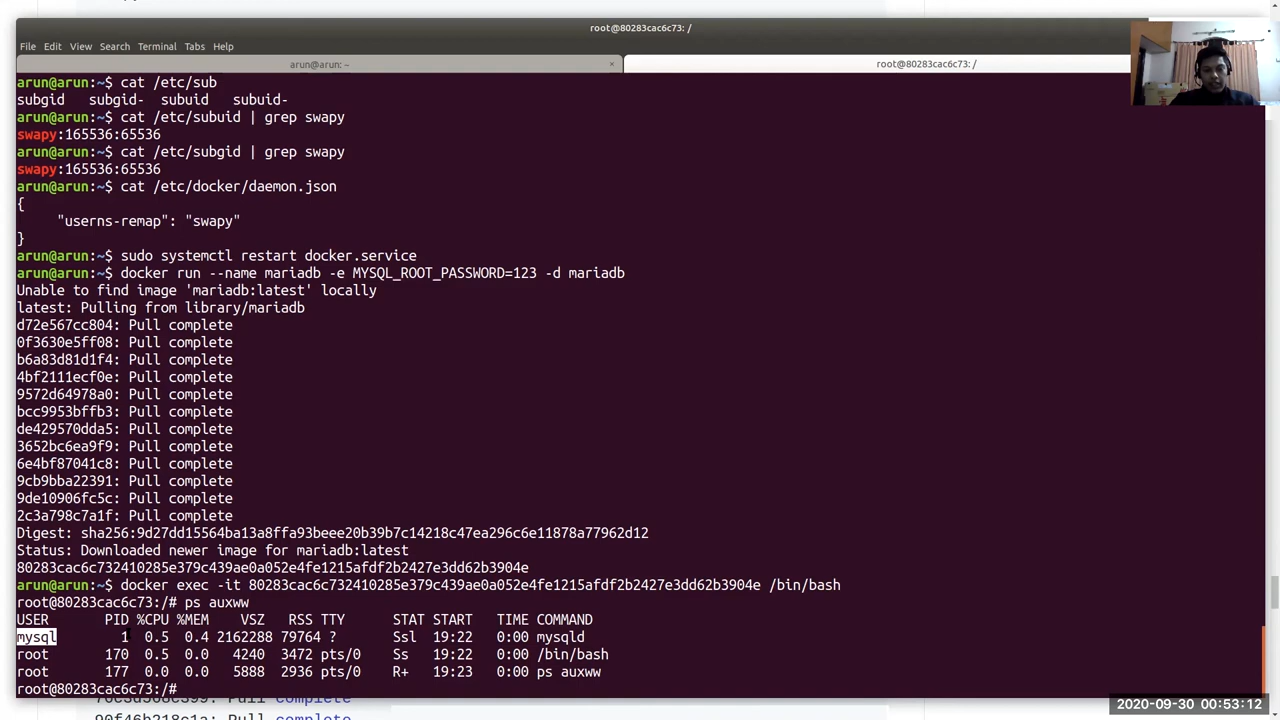 root@80283cac6c73: /
File Edit View Search Terminal Tabs Help
arun@arun: ~ × root@80283cac6c73: /
arun@arun:~$ cat /etc/sub
subgid subgid- subuid subuid-
arun@arun:~$ cat /etc/subuid | grep swapy
swapy:165536:65536
arun@arun:~$ cat /etc/subgid | grep swapy
swapy:165536:65536
arun@arun:~$ cat /etc/docker/daemon.json
{
"userns-remap": "swapy"
}
arun@arun:~$ sudo systemctl restart docker.service
arun@arun:~$ docker run --name mariadb -e MYSQL_ROOT_PASSWORD=123 -d mariadb
Unable to find image 'mariadb:latest' locally
latest: Pulling from library/mariadb
d72e567cc804: Pull complete
0f3630e5ff08: Pull complete
b6a83d81d1f4: Pull complete
4bf2111ecf0e: Pull complete
9572d64978a0: Pull complete
bcc9953bffb3: Pull complete
de429570dda5: Pull complete
3652bc6ea9f9: Pull complete
6e4bf87041c8: Pull complete
9cb9bba22391: Pull complete
9de10906fc5c: Pull complete
2c3a798c7a1f: Pull complete
Digest: sha256:9d27dd15564ba13a8ffa93beee20b39b7c14218c47ea296c6e11878a77962d12
Status: Downloaded newer image for mariadb:latest
80283cac6c732410285e379c439ae0a052e4fe1215afdf2b2427e3dd62b3904e
arun@arun:~$ docker exec -it 80283cac6c732410285e379c439ae0a052e4fe1215afdf2b2427e3dd62b3904e /bin/bash
root@80283cac6c73:/# ps auxww
USER PID %CPU %MEM VSZ RSS TTY STAT START TIME COMMAND
mysql 1 0.5 0.4 2162288 79764 ? Ssl 19:22 0:00 mysqld
root 170 0.5 0.0 4240 3472 pts/0 Ss 19:22 0:00 /bin/bash
root 177 0.0 0.0 5888 2936 pts/0 R+ 19:23 0:00 ps auxww
root@80283cac6c73:/#
Pull complete
90f46b218c1a: Pull complete
2020-09-30 00:53:12